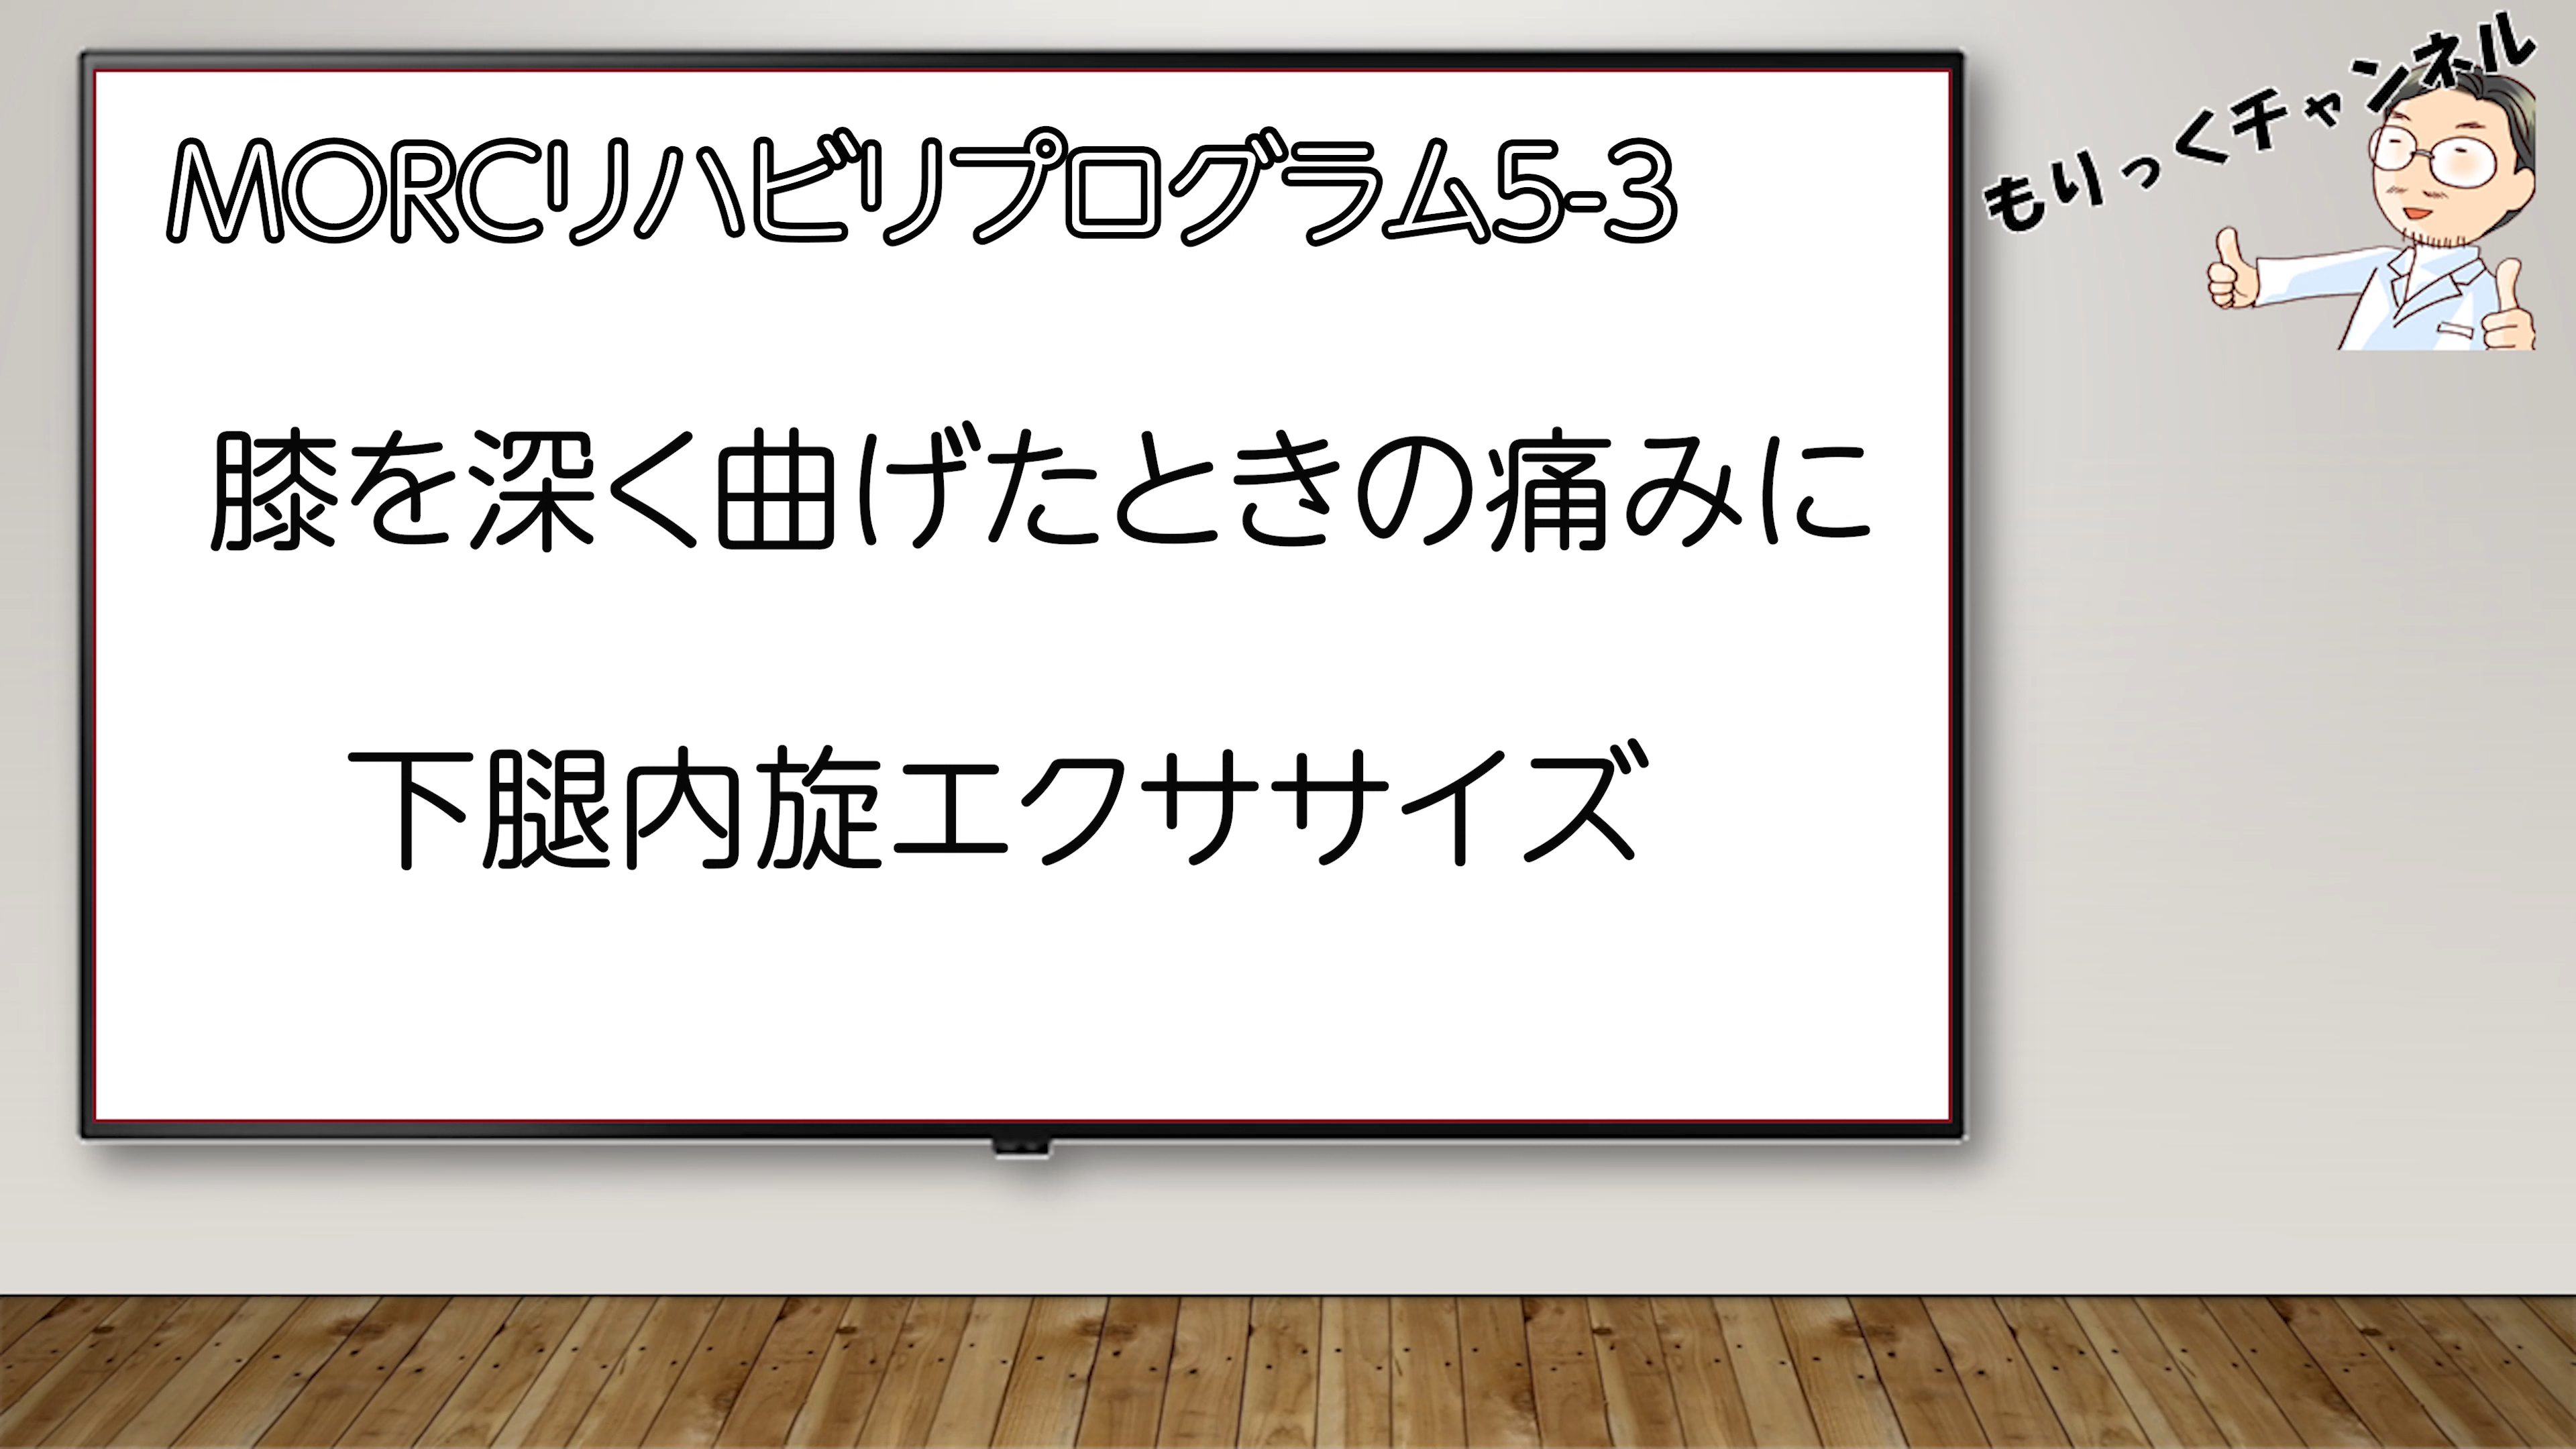 MORCリハビリプログラム5-3
もりっくチャンネル
膝を深く曲げたときの痛みに
下腿内旋エクササイズ